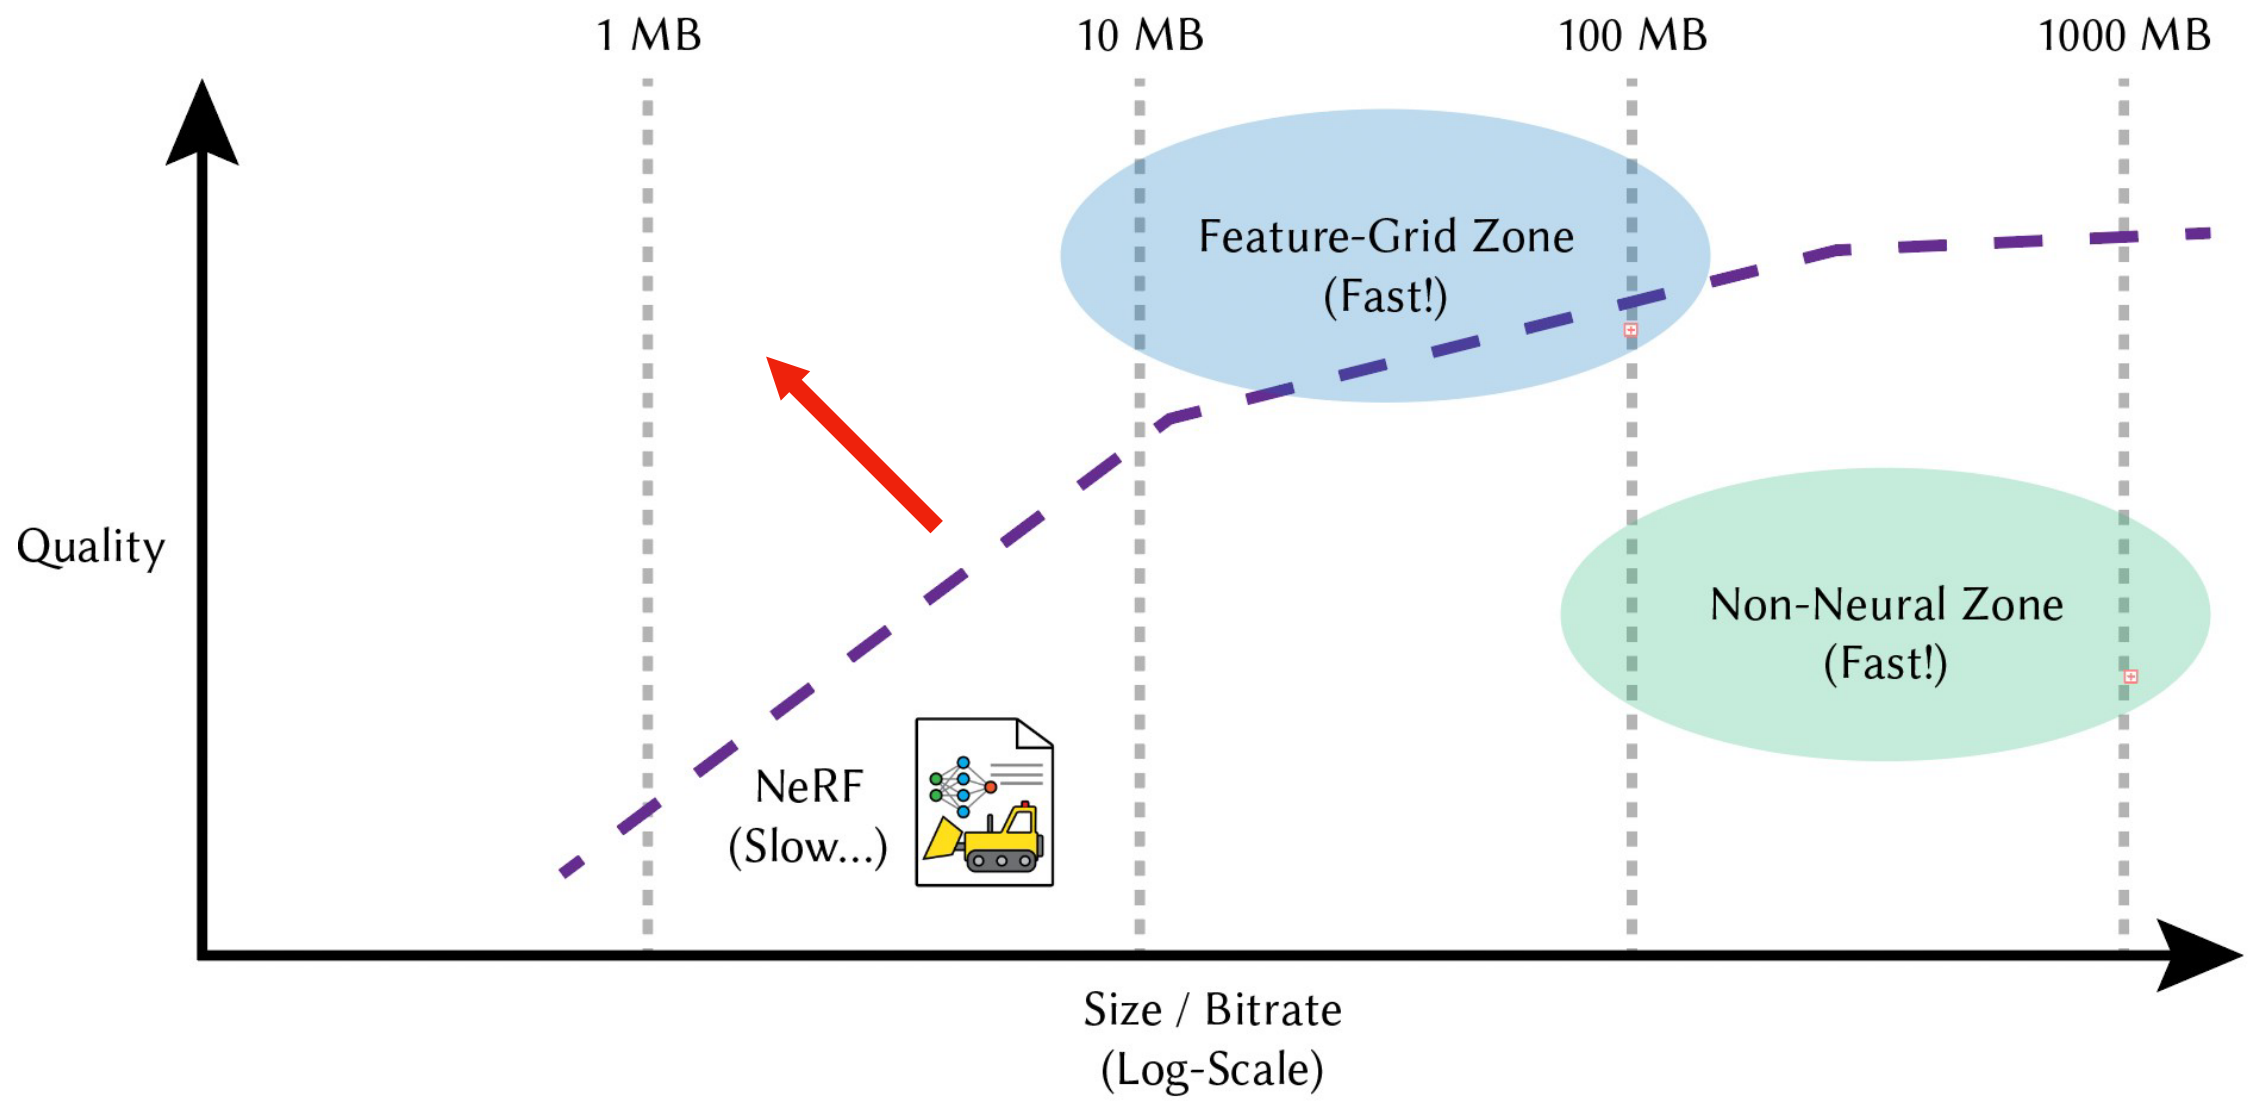 1 MB
10 MB
100 MB
1000 MB
Feature-Grid Zone
(Fast!)
Quality
Non-Neural Zone
(Fast!)
NeRF
(Slow...)
Size / Bitrate
(Log-Scale)